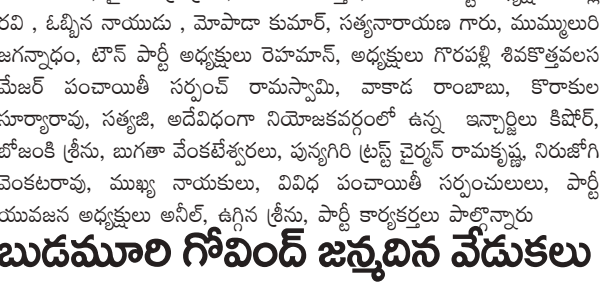 రవి , ఓబ్బిన నాయుడు , మోపాడా కుమార్, సత్యనారాయణ గారు, ముమ్ములురి
జగన్నాధం, టౌన్ పార్టీ అధ్యక్షులు రెహమాన్, అధ్యక్షులు గొరపల్లి శివకొత్తవలస
మేజర్ పంచాయితీ సర్పంచ్ రామస్వామి, వాకాడ రాంబాబు, కొరాకుల
సూర్యారావు, సత్యజి, అదేవిధంగా నియోజకవర్గంలో ఉన్న ఇన్చార్జిలు కిషోర్,
బోజంకి శ్రీను, బుగతా వేంకటేశ్వరలు, పున్యగిరి ట్రస్ట్ చైర్మన్ రామకృష్ణ, నిరుజోగి
వెంకటరావు, ముఖ్య నాయకులు, వివిధ పంచాయితీ సర్పంచులులు, పార్టీ
యువజన అధ్యక్షులు అనీల్, ఉగ్గిన శ్రీను, పార్టీ కార్యకర్తలు పాల్గొన్నారు
బుడమూరి గోవింద్ జన్మదిన వేడుకలు